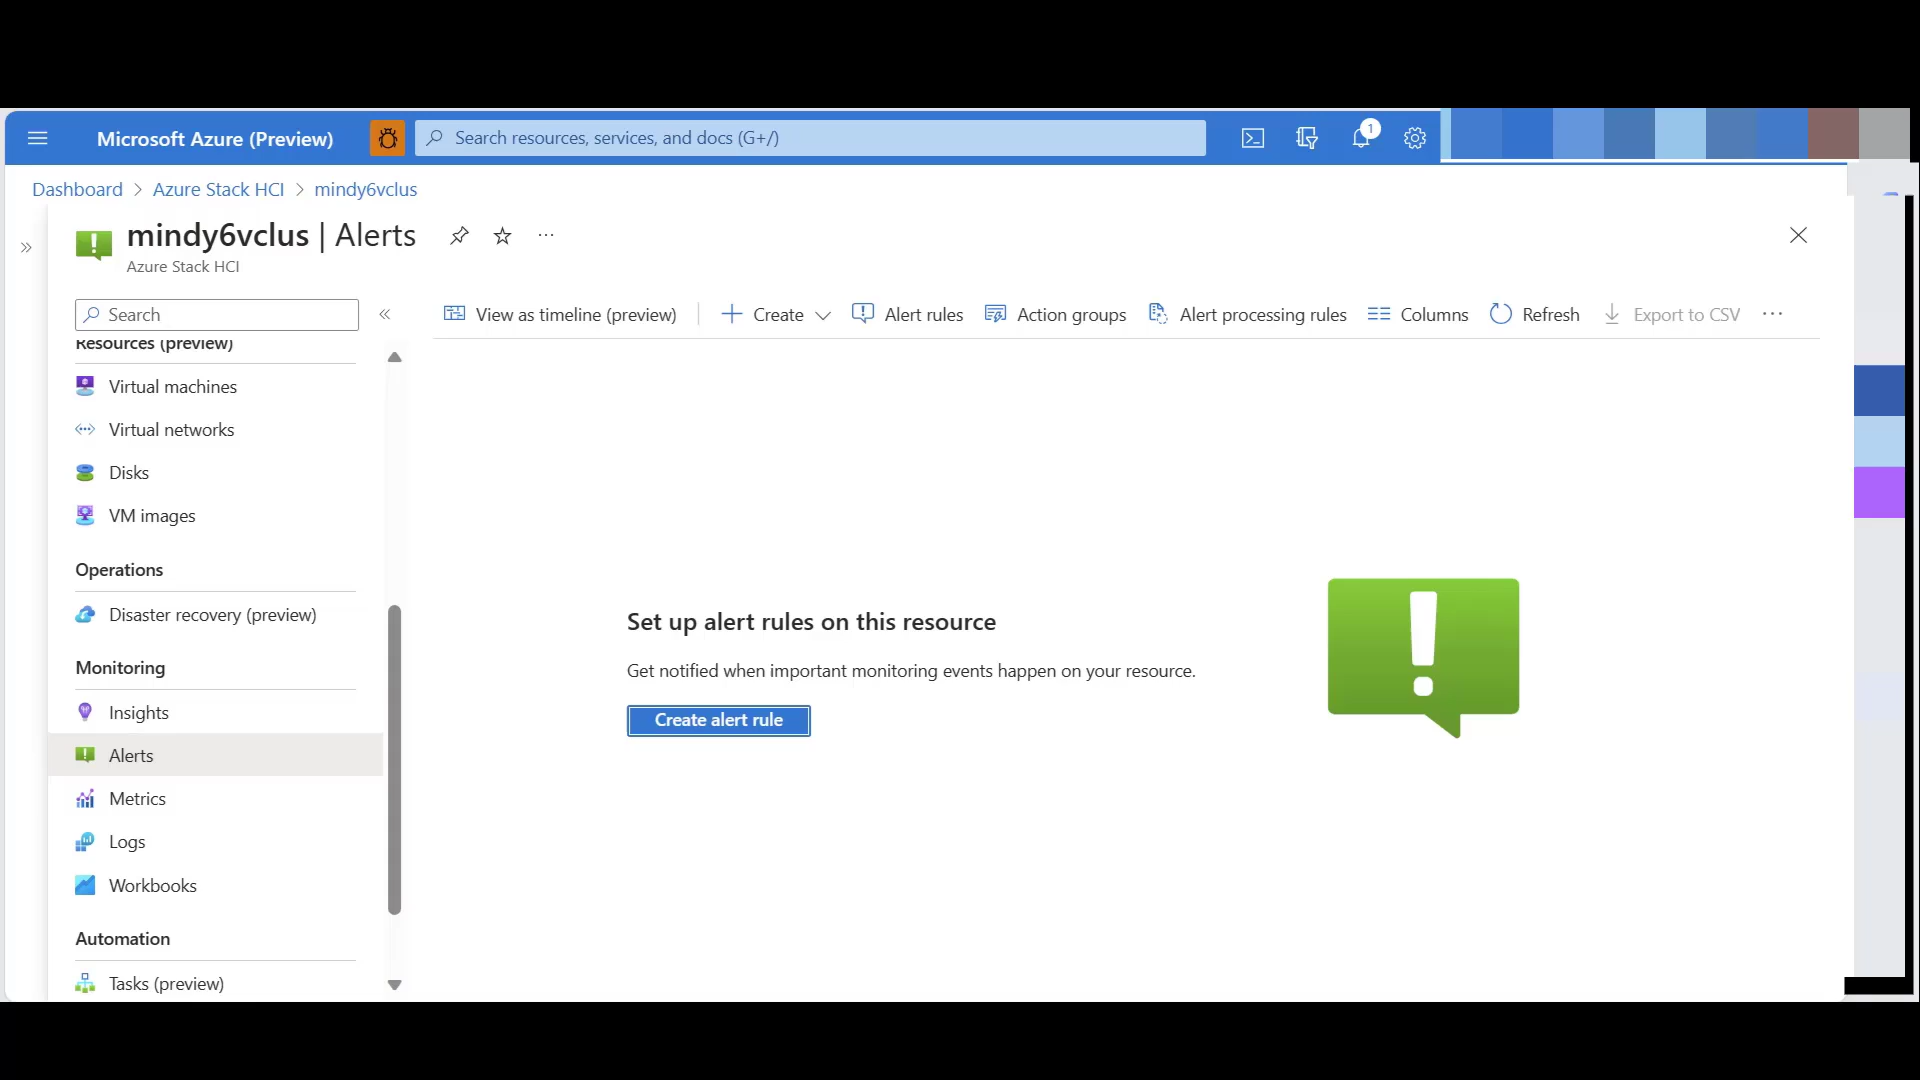 Microsoft Azure (Preview)
Search resources, services, and docs (G+/)
1
Dashboard > Azure Stack HCI > mindy6vclus
mindy6vclus | Alerts
Azure Stack HCI
Search
View as timeline (preview)
Create
Alert rules
Action groups
Alert processing rules
Columns
Refresh
Export to CSV
Resources (preview)
Virtual machines
Virtual networks
Disks
VM images
Operations
Disaster recovery (preview)
Monitoring
Insights
Alerts
Metrics
Logs
Workbooks
Automation
Tasks (preview)
Set up alert rules on this resource
Get notified when important monitoring events happen on your resource.
Create alert rule